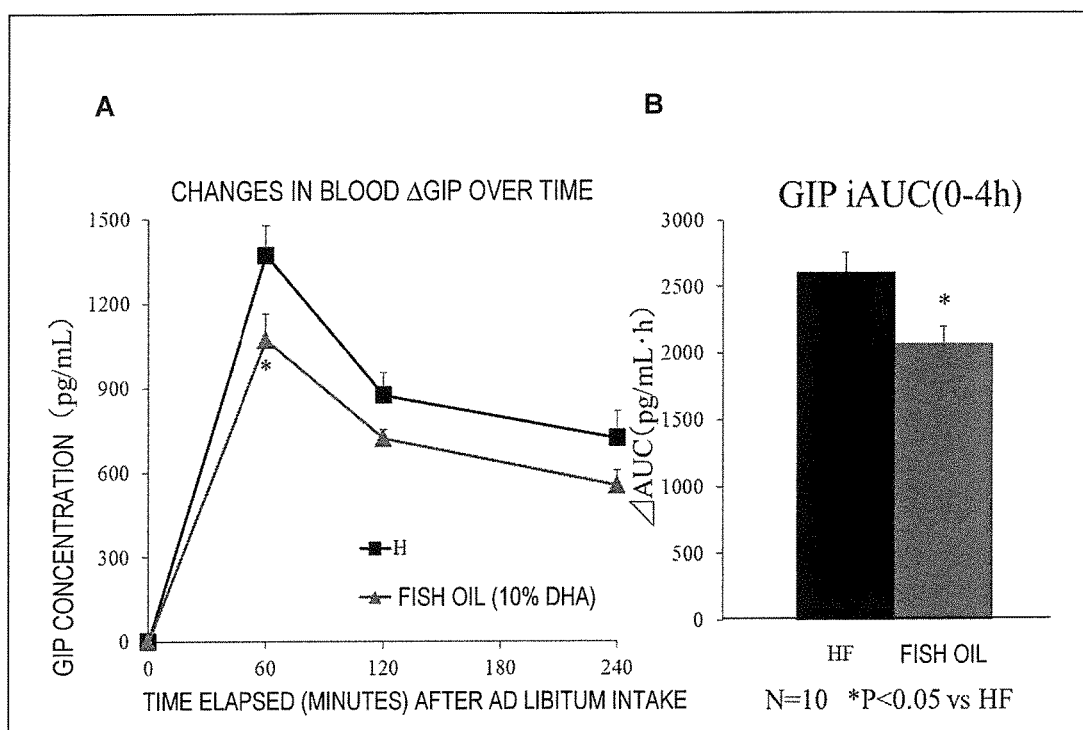 A
CHANGES IN BLOOD ΔGIP OVER TIME
GIP CONCENTRATION (pg/mL)
1500
1200
900
600
300
0
*
H
FISH OIL (10% DHA)
0 60 120 180 240
TIME ELAPSED (MINUTES) AFTER AD LIBITUM INTAKE
B
GIP iAUC(0-4h)
⊿AUC(pg/mL·h)
3000
2500
2000
1500
1000
500
0
*
HF FISH OIL
N=10 *P<0.05 vs HF